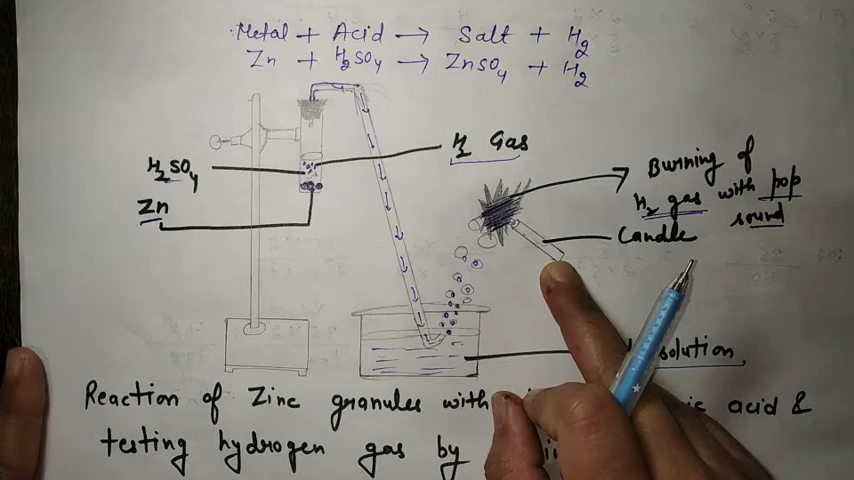 Metal + Acid → Salt + H₂
Zn + H₂SO₄ → ZnSO₄ + H₂
H₂ Gas
H₂SO₄
Zn
Burning of
H₂ gas with pop
sound
Candle
solution
Reaction of Zinc granules with acid &
testing hydrogen gas by